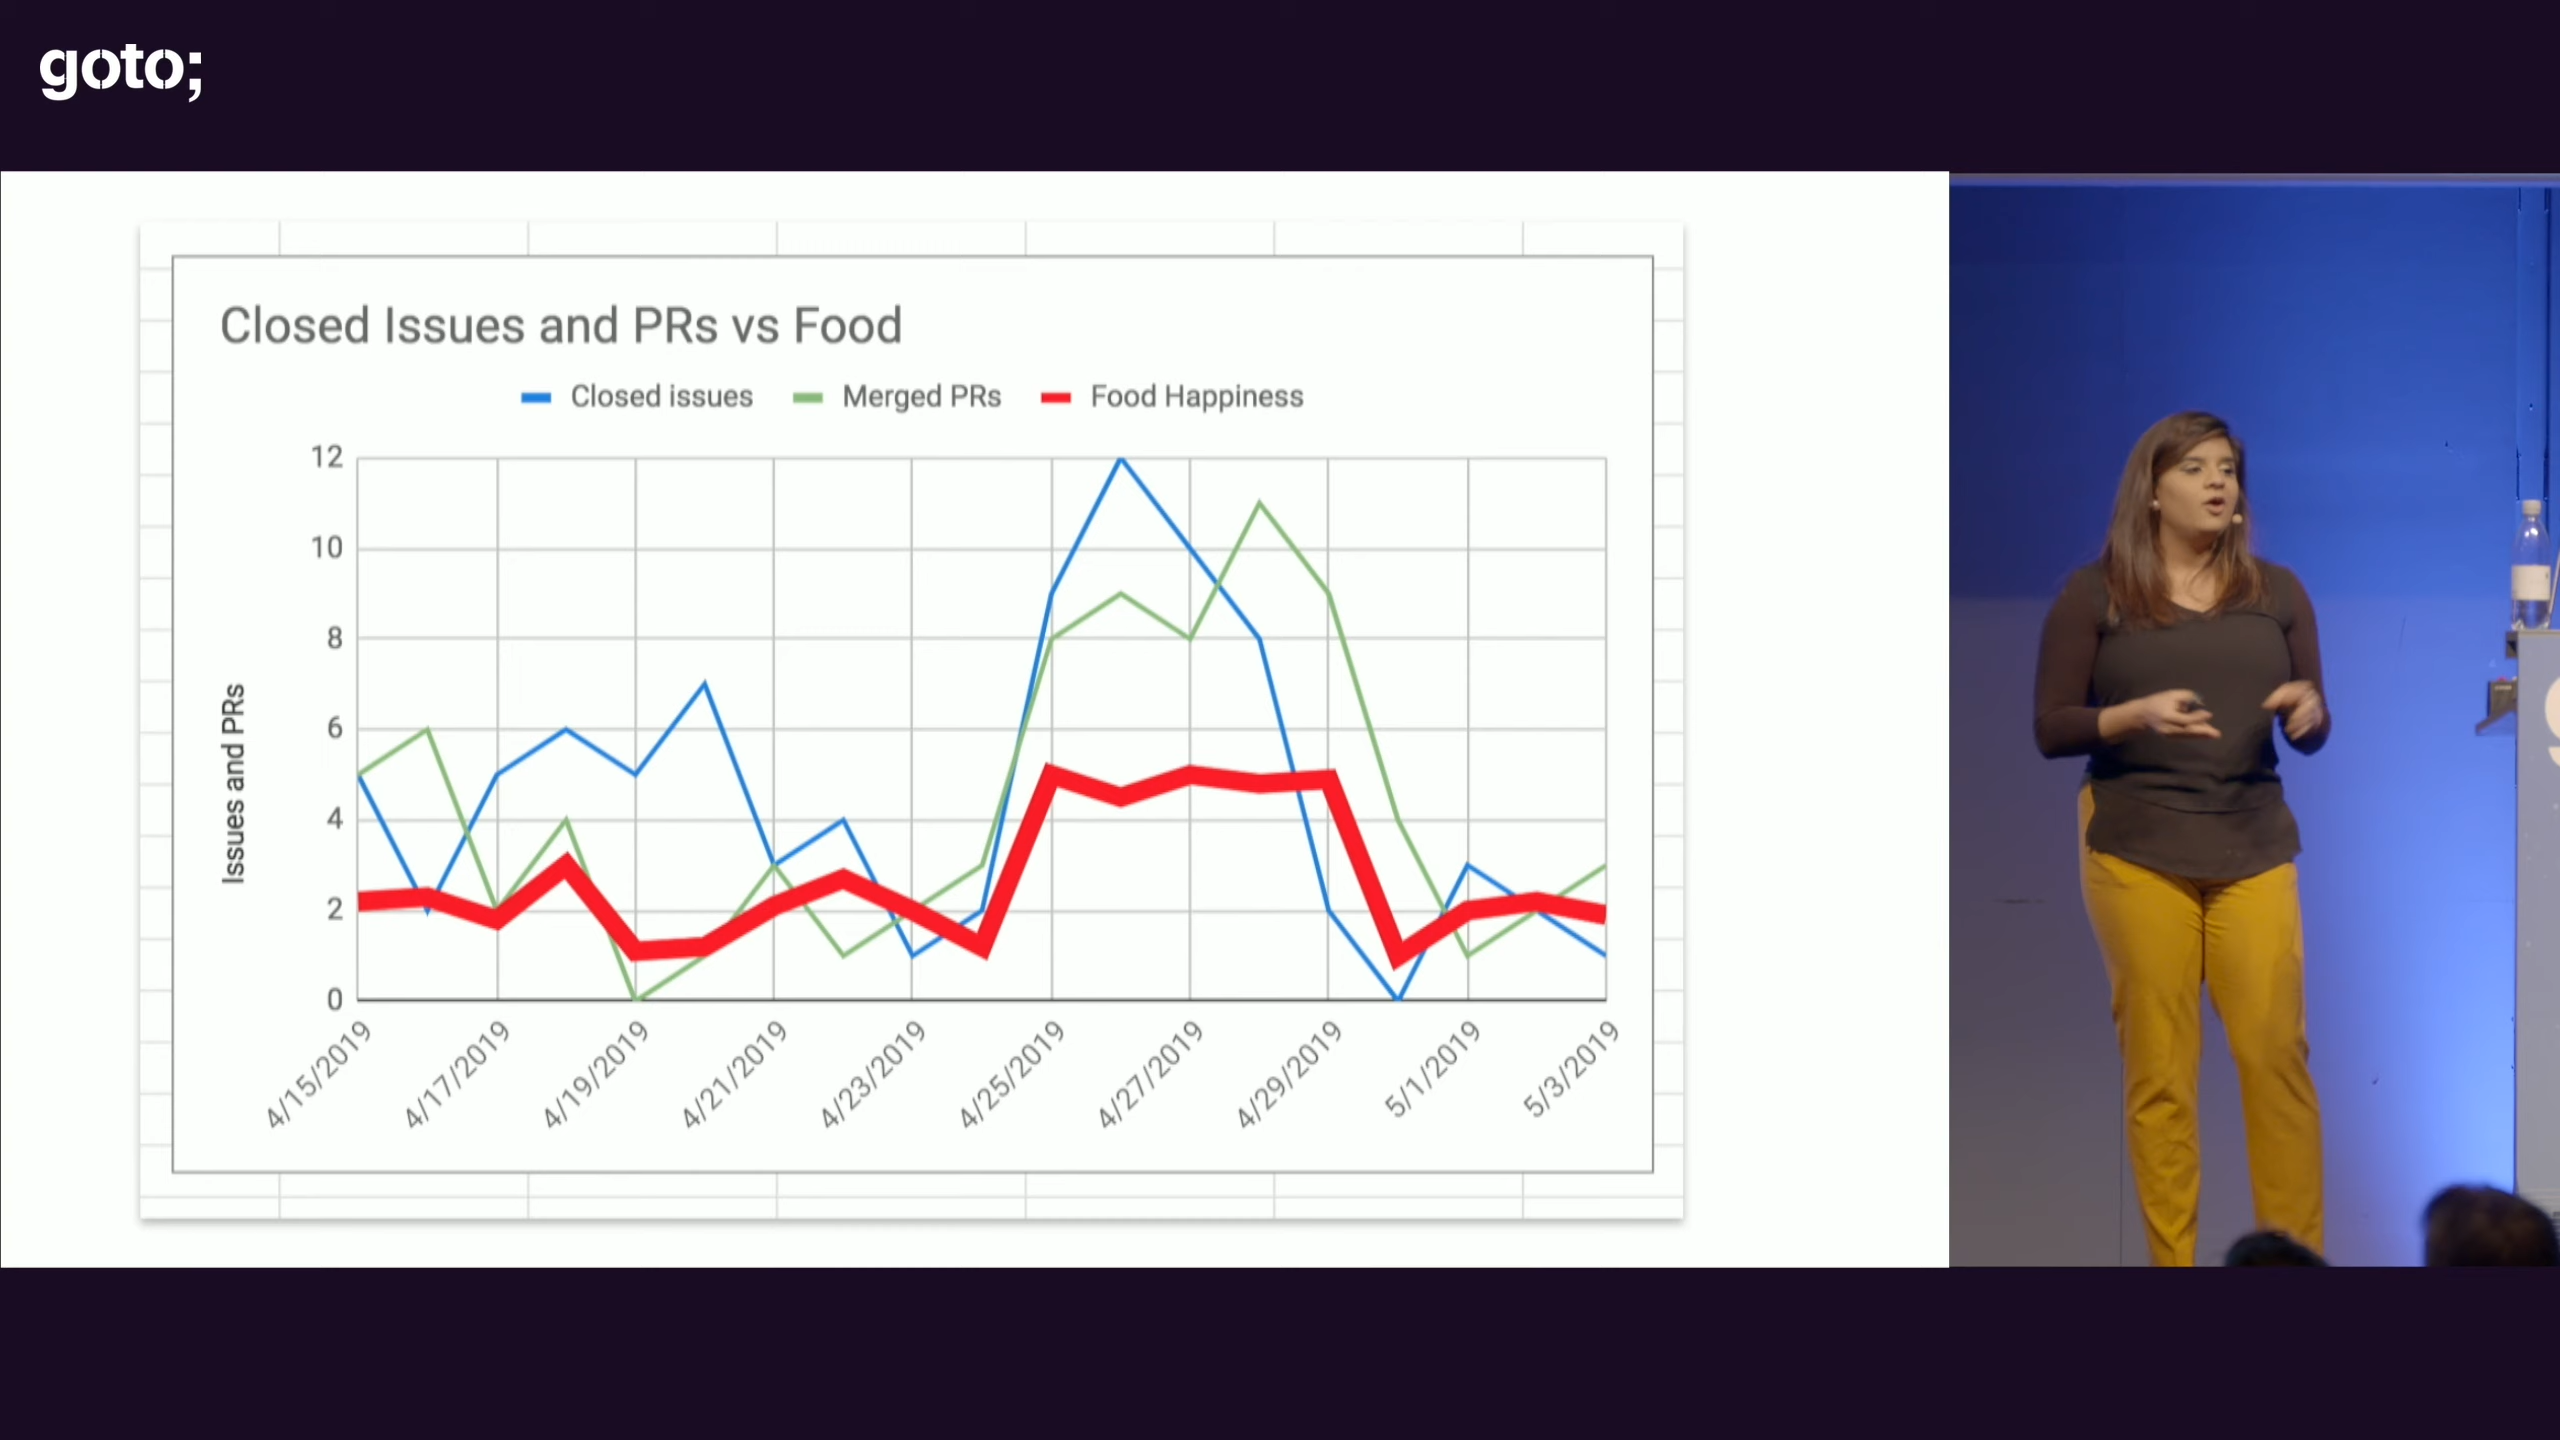 goto;
Closed Issues and PRs vs Food
Closed issues Merged PRs Food Happiness
12
10
8
6
4
2
0
Issues and PRs
4/15/2019 4/17/2019 4/19/2019 4/21/2019 4/23/2019 4/25/2019 4/27/2019 4/29/2019 5/1/2019 5/3/2019